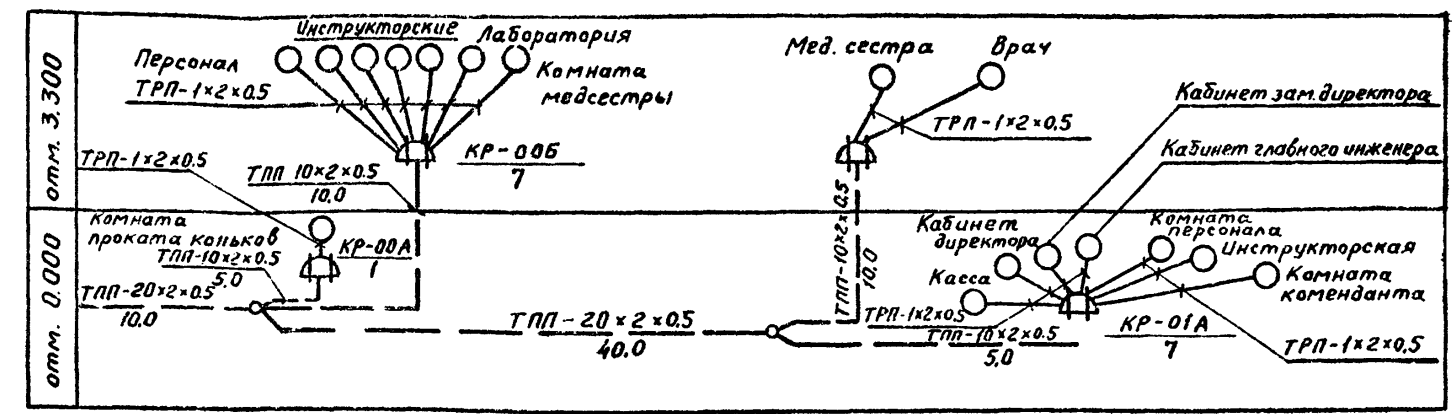 отм. 3.300
Инструкторские
Лаборатория
Персонал
ТРП-1×2×0.5
Комната
медсестры
КР-00Б
7
ТРП-1×2×0.5
ТПП 10×2×0.5
10.0
Мед. сестра
Врач
ТРП-1×2×0,5
Кабинет зам. директора
Кабинет главного инженера
ТПП-10×2×0.5
10.0
отм. 0.000
комната
проката коньков
ТПП-10×2×0.5
5.0
КР-00А
1
ТПП-20×2×0.5
10.0
ТПП-20×2×0.5
40.0
Кабинет
директора
Касса
Комната
персонала
Инструкторская
Комната
коменданта
ТРП-1×2×0,5
ТПП-10×2×0.5
5.0
КР-01А
7
ТРП-1×2×0,5